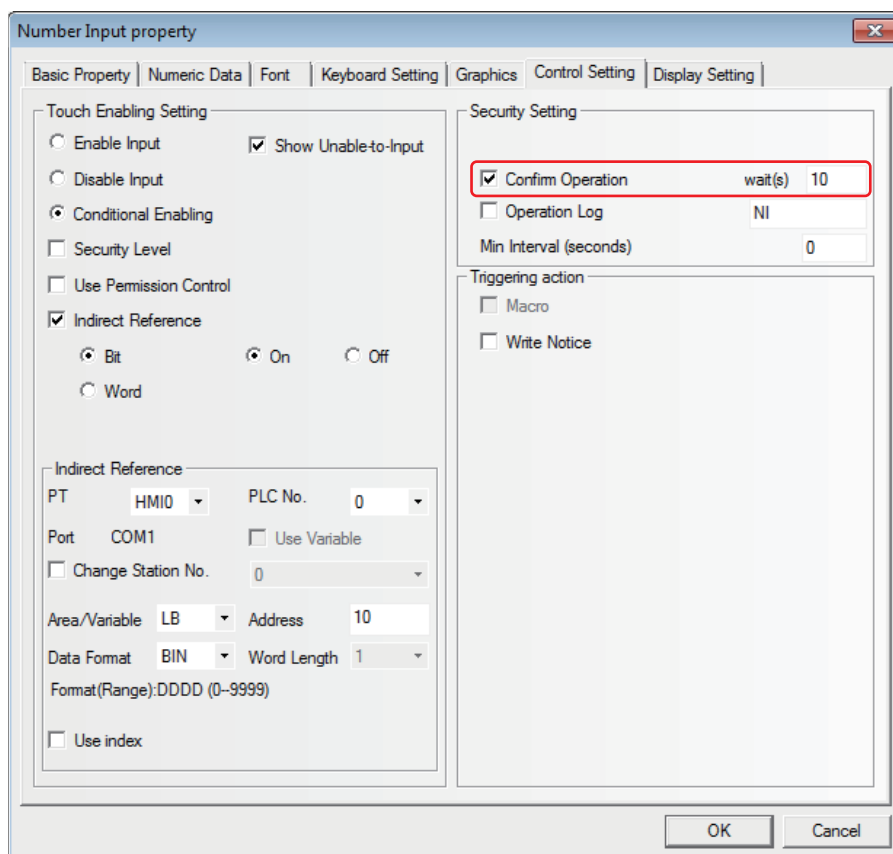 Number Input property
Basic Property Numeric Data Font Keyboard Setting Graphics Control Setting Display Setting
Touch Enabling Setting
Enable Input Show Unable-to-Input
Disable Input
Conditional Enabling
Security Level
Use Permission Control
Indirect Reference
Bit On Off
Word
Indirect Reference
PT HMI0 PLC No. 0
Port COM1 Use Variable
Change Station No. 0
Area/Variable LB Address 10
Data Format BIN Word Length 1
Format(Range):DDDD (0--9999)
Use index
Security Setting
Confirm Operation wait(s) 10
Operation Log NI
Min Interval (seconds) 0
Triggering action
Macro
Write Notice
OK Cancel